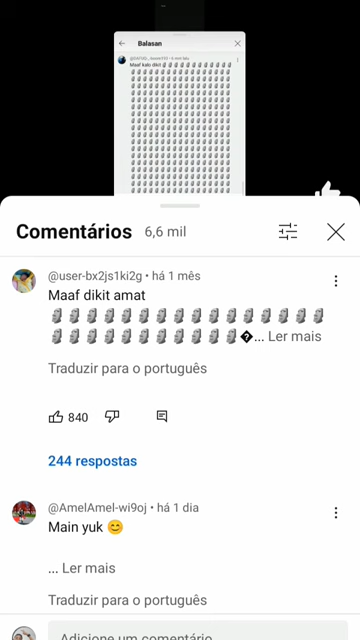 Balasan
Maaf kalo dikit 🗿🗿🗿🗿🗿🗿🗿🗿🗿🗿🗿
Comentários 6,6 mil
@user-bx2js1ki2g • há 1 mês
Maaf dikit amat
🗿🗿🗿🗿🗿🗿🗿🗿🗿🗿🗿🗿🗿🗿🗿
🗿🗿🗿🗿🗿🗿🗿🗿🗿🗿�... Ler mais
Traduzir para o português
840
244 respostas
@AmelAmel-wi9oj • há 1 dia
Main yuk 😊
... Ler mais
Traduzir para o português
Adicione um comentário